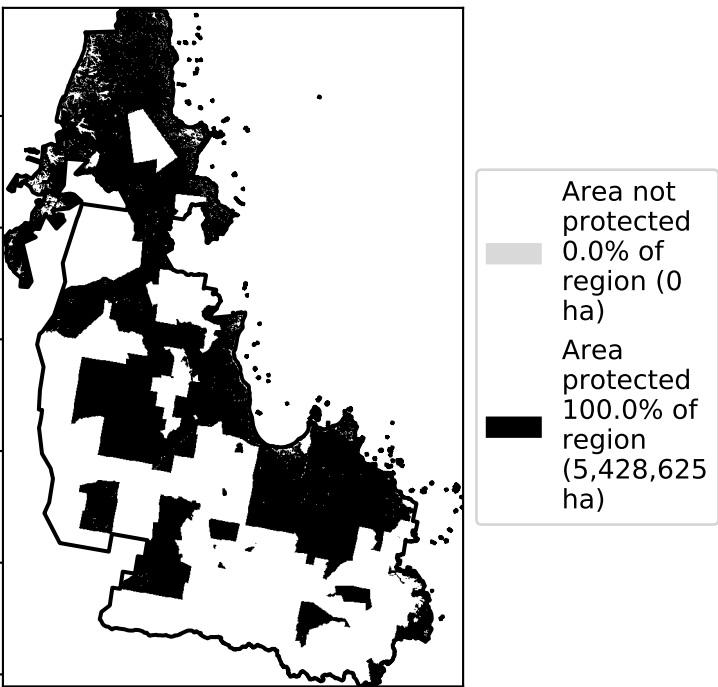 Area not
protected
0.0% of
region (0
ha)
Area
protected
100.0% of
region
(5,428,625
ha)